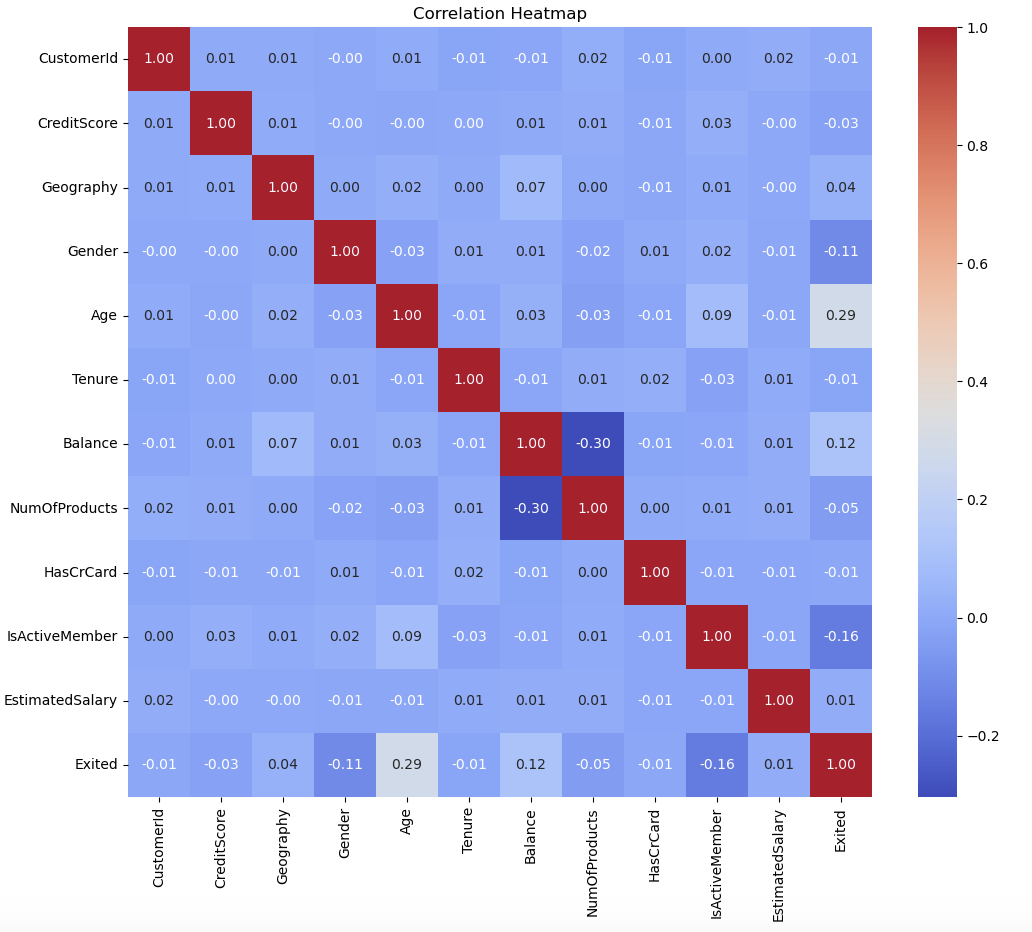 Correlation Heatmap
CustomerId 1.00 0.01 0.01 -0.00 0.01 -0.01 -0.01 0.02 -0.01 0.00 0.02 -0.01
CreditScore 0.01 1.00 0.01 -0.00 -0.00 0.00 0.01 0.01 -0.01 0.03 -0.00 -0.03
Geography 0.01 0.01 1.00 0.00 0.02 0.00 0.07 0.00 -0.01 0.01 -0.00 0.04
Gender -0.00 -0.00 0.00 1.00 -0.03 0.01 0.01 -0.02 0.01 0.02 -0.01 -0.11
Age 0.01 -0.00 0.02 -0.03 1.00 -0.01 0.03 -0.03 -0.01 0.09 -0.01 0.29
Tenure -0.01 0.00 0.00 0.01 -0.01 1.00 -0.01 0.01 0.02 -0.03 0.01 -0.01
Balance -0.01 0.01 0.07 0.01 0.03 -0.01 1.00 -0.30 -0.01 -0.01 0.01 0.12
NumOfProducts 0.02 0.01 0.00 -0.02 -0.03 0.01 -0.30 1.00 0.00 0.01 0.01 -0.05
HasCrCard -0.01 -0.01 -0.01 0.01 -0.01 0.02 -0.01 0.00 1.00 -0.01 -0.01 -0.01
IsActiveMember 0.00 0.03 0.01 0.02 0.09 -0.03 -0.01 0.01 -0.01 1.00 -0.01 -0.16
EstimatedSalary 0.02 -0.00 -0.00 -0.01 -0.01 0.01 0.01 0.01 -0.01 -0.01 1.00 0.01
Exited -0.01 -0.03 0.04 -0.11 0.29 -0.01 0.12 -0.05 -0.01 -0.16 0.01 1.00
CustomerId
CreditScore
Geography
Gender
Age
Tenure
Balance
NumOfProducts
HasCrCard
IsActiveMember
EstimatedSalary
Exited
1.0
0.8
0.6
0.4
0.2
0.0
−0.2